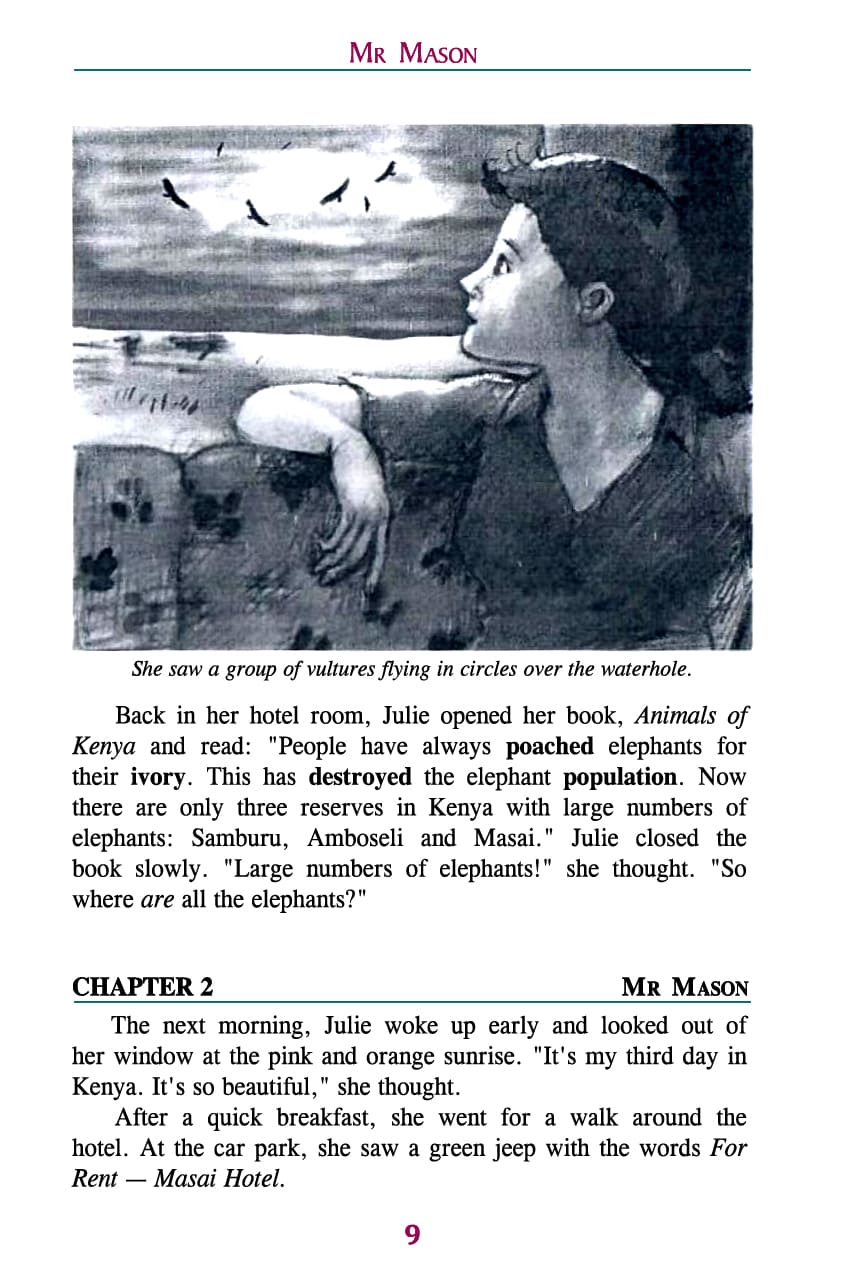 MR MASON
She saw a group of vultures flying in circles over the waterhole.
Back in her hotel room, Julie opened her book, Animals of
Kenya and read: "People have always poached elephants for
their ivory. This has destroyed the elephant population. Now
there are only three reserves in Kenya with large numbers of
elephants: Samburu, Amboseli and Masai." Julie closed the
book slowly. "Large numbers of elephants!" she thought. "So
where are all the elephants?"
CHAPTER 2 MR MASON
The next morning, Julie woke up early and looked out of
her window at the pink and orange sunrise. "It's my third day in
Kenya. It's so beautiful," she thought.
After a quick breakfast, she went for a walk around the
hotel. At the car park, she saw a green jeep with the words For
Rent — Masai Hotel.
9